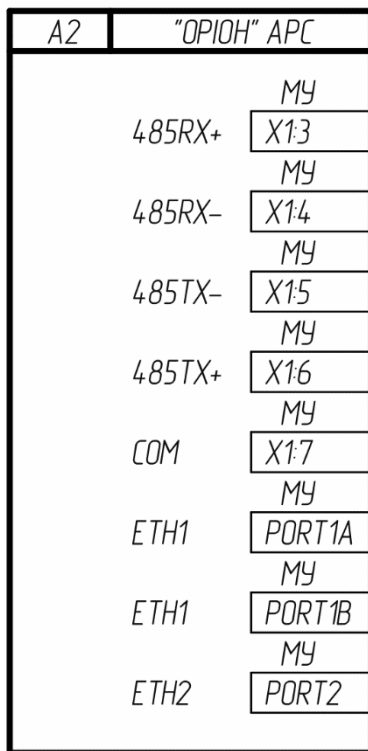 А2 "ОРІОН" АРС
МУ
485RX+ X1:3
МУ
485RX– X1:4
МУ
485TX– X1:5
МУ
485TX+ X1:6
МУ
COM X1:7
МУ
ETH1 PORT1A
МУ
ETH1 PORT1B
МУ
ETH2 PORT2